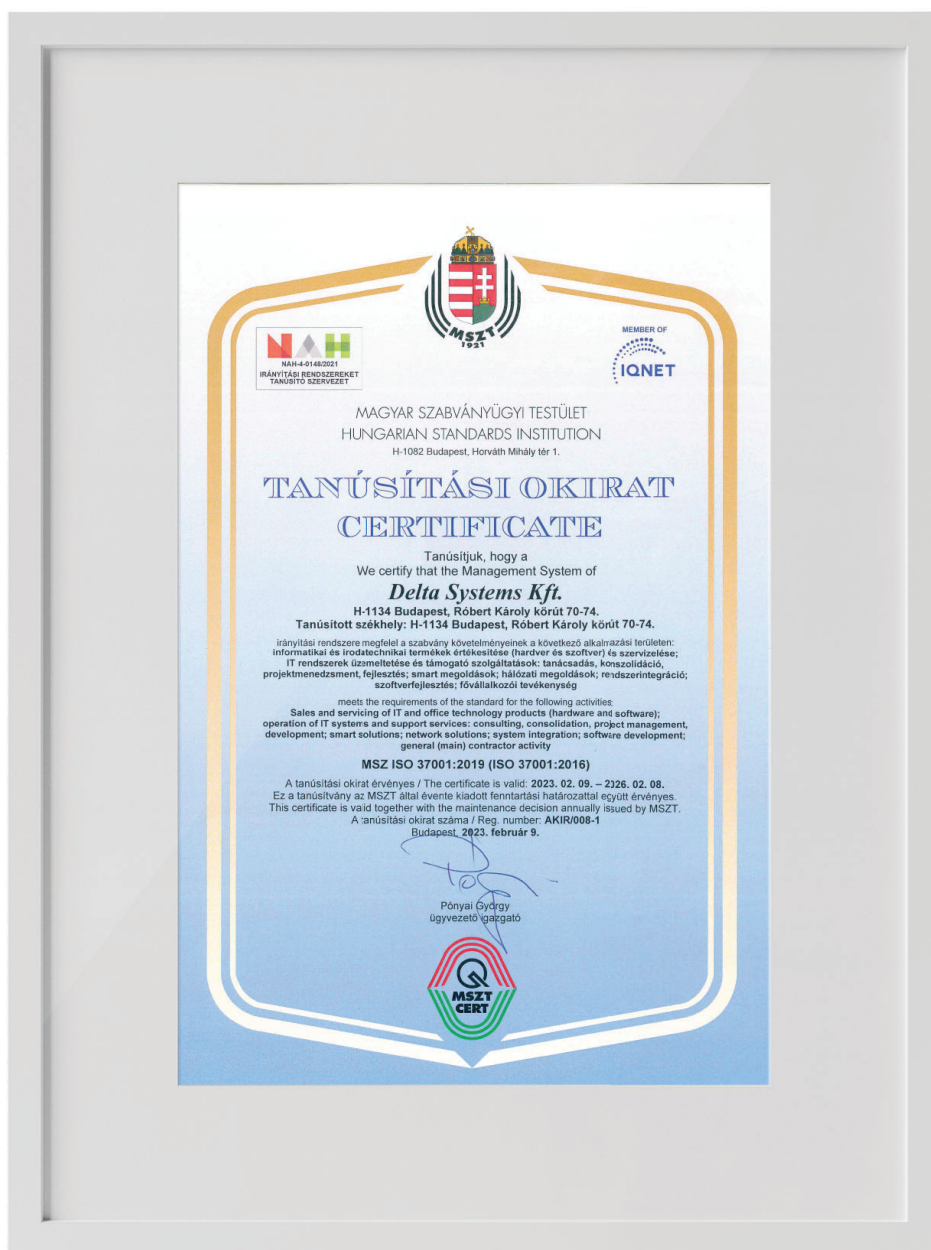 MSZT
1921
NAH
NAH-4-0148/2021
IRÁNYÍTÁSI RENDSZEREKET
TANÚSÍTÓ SZERVEZET
MEMBER OF
IQNET
MAGYAR SZABVÁNYÜGYI TESTÜLET
HUNGARIAN STANDARDS INSTITUTION
H-1082 Budapest, Horváth Mihály tér 1.
TANÚSÍTÁSI OKIRAT
CERTIFICATE
Tanúsítjuk, hogy a
We certify that the Management System of
Delta Systems Kft.
H-1134 Budapest, Róbert Károly körút 70-74.
Tanúsított székhely: H-1134 Budapest, Róbert Károly körút 70-74.
irányítási rendszere megfelel a szabvány követelményeinek a következő alkalmazási területen:
informatikai és irodatechnikai termékek értékesítése (hardver és szoftver) és szervizelése;
IT rendszerek üzemeltetése és támogató szolgáltatások: tanácsadás, konszolidáció,
projektmenedzsment, fejlesztés; smart megoldások; hálózati megoldások; rendszerintegráció;
szoftverfejlesztés; fővállalkozói tevékenység
meets the requirements of the standard for the following activities:
Sales and servicing of IT and office technology products (hardware and software);
operation of IT systems and support services: consulting, consolidation, project management,
development; smart solutions; network solutions; system integration; software development;
general (main) contractor activity
MSZ ISO 37001:2019 (ISO 37001:2016)
A tanúsítási okirat érvényes / The certificate is valid: 2023. 02. 09. – 2026. 02. 08.
Ez a tanúsítvány az MSZT által évente kiadott fenntartási határozattal együtt érvényes.
This certificate is valid together with the maintenance decision annually issued by MSZT.
A tanúsítási okirat száma / Reg. number: AKIR/008-1
Budapest, 2023. február 9.
Pónyai György
ügyvezető igazgató
MSZT
CERT